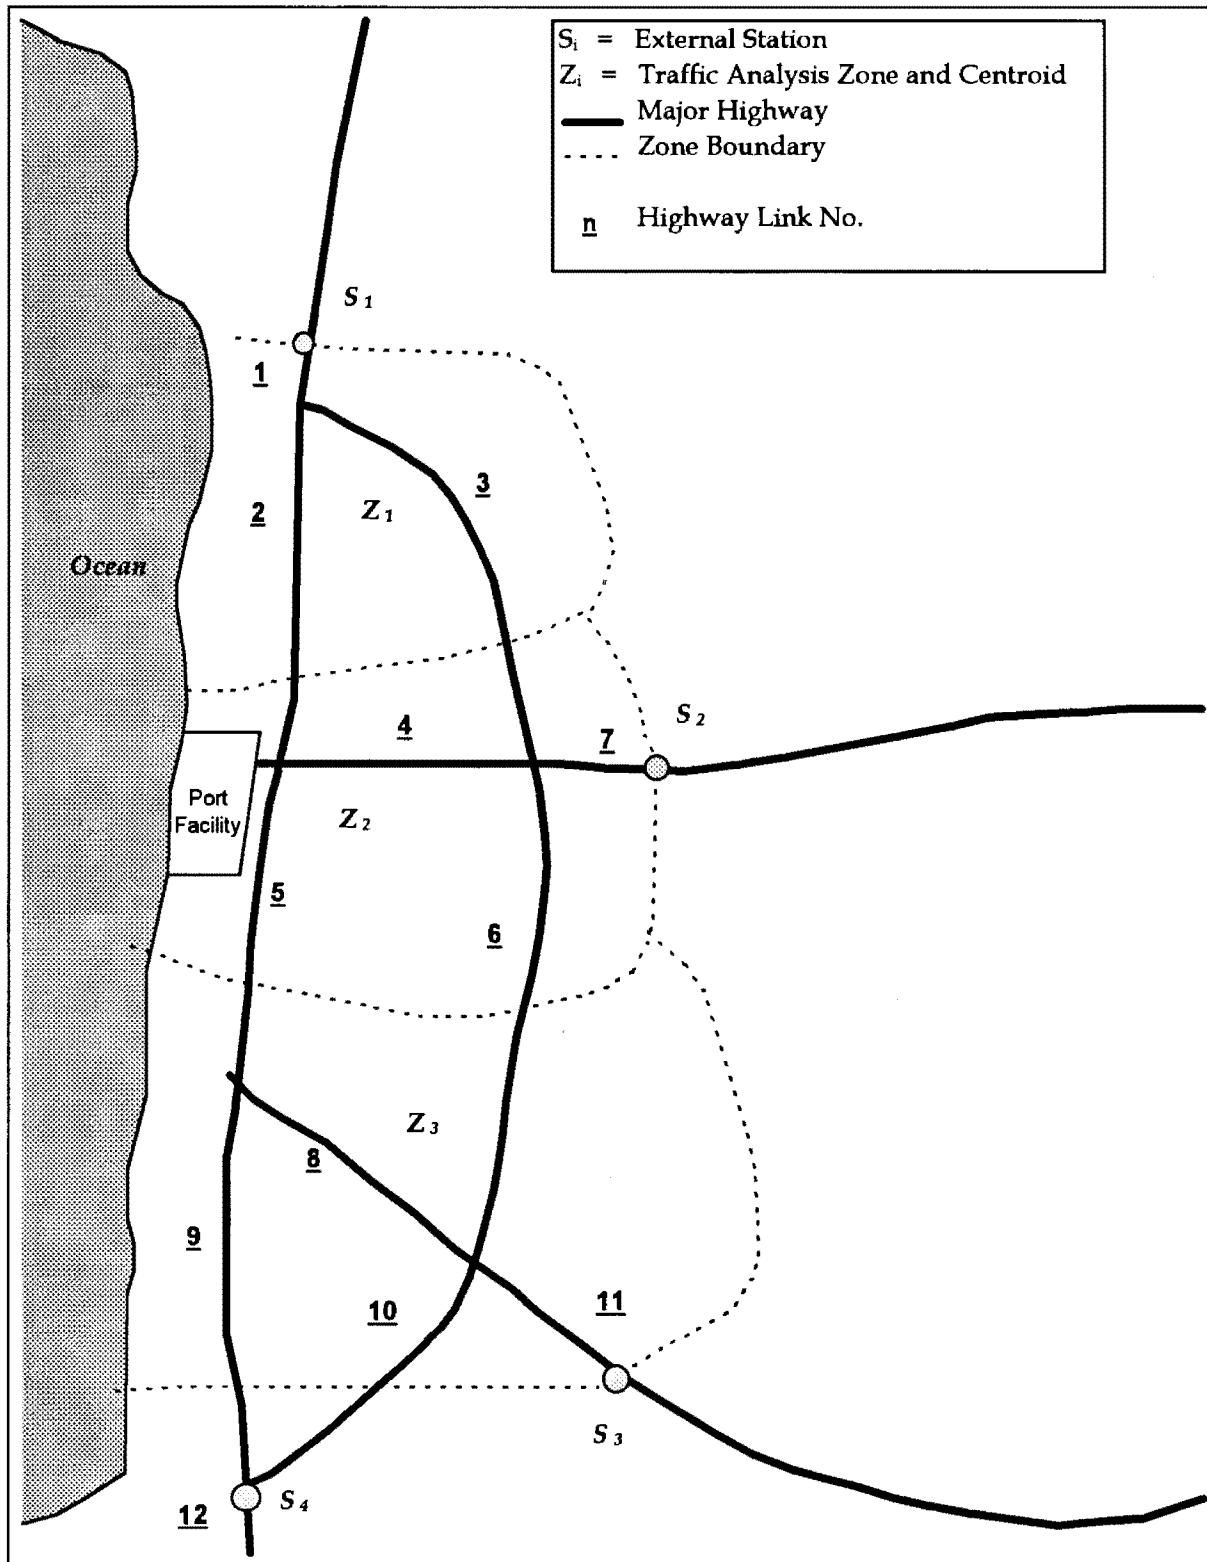 Sᵢ = External Station
Zᵢ = Traffic Analysis Zone and Centroid
Major Highway
Zone Boundary
n Highway Link No.
S₁
1
3
2
Z₁
Ocean
S₂
4
7
Port
Facility
Z₂
5
6
Z₃
8
9
11
10
S₃
S₄
12